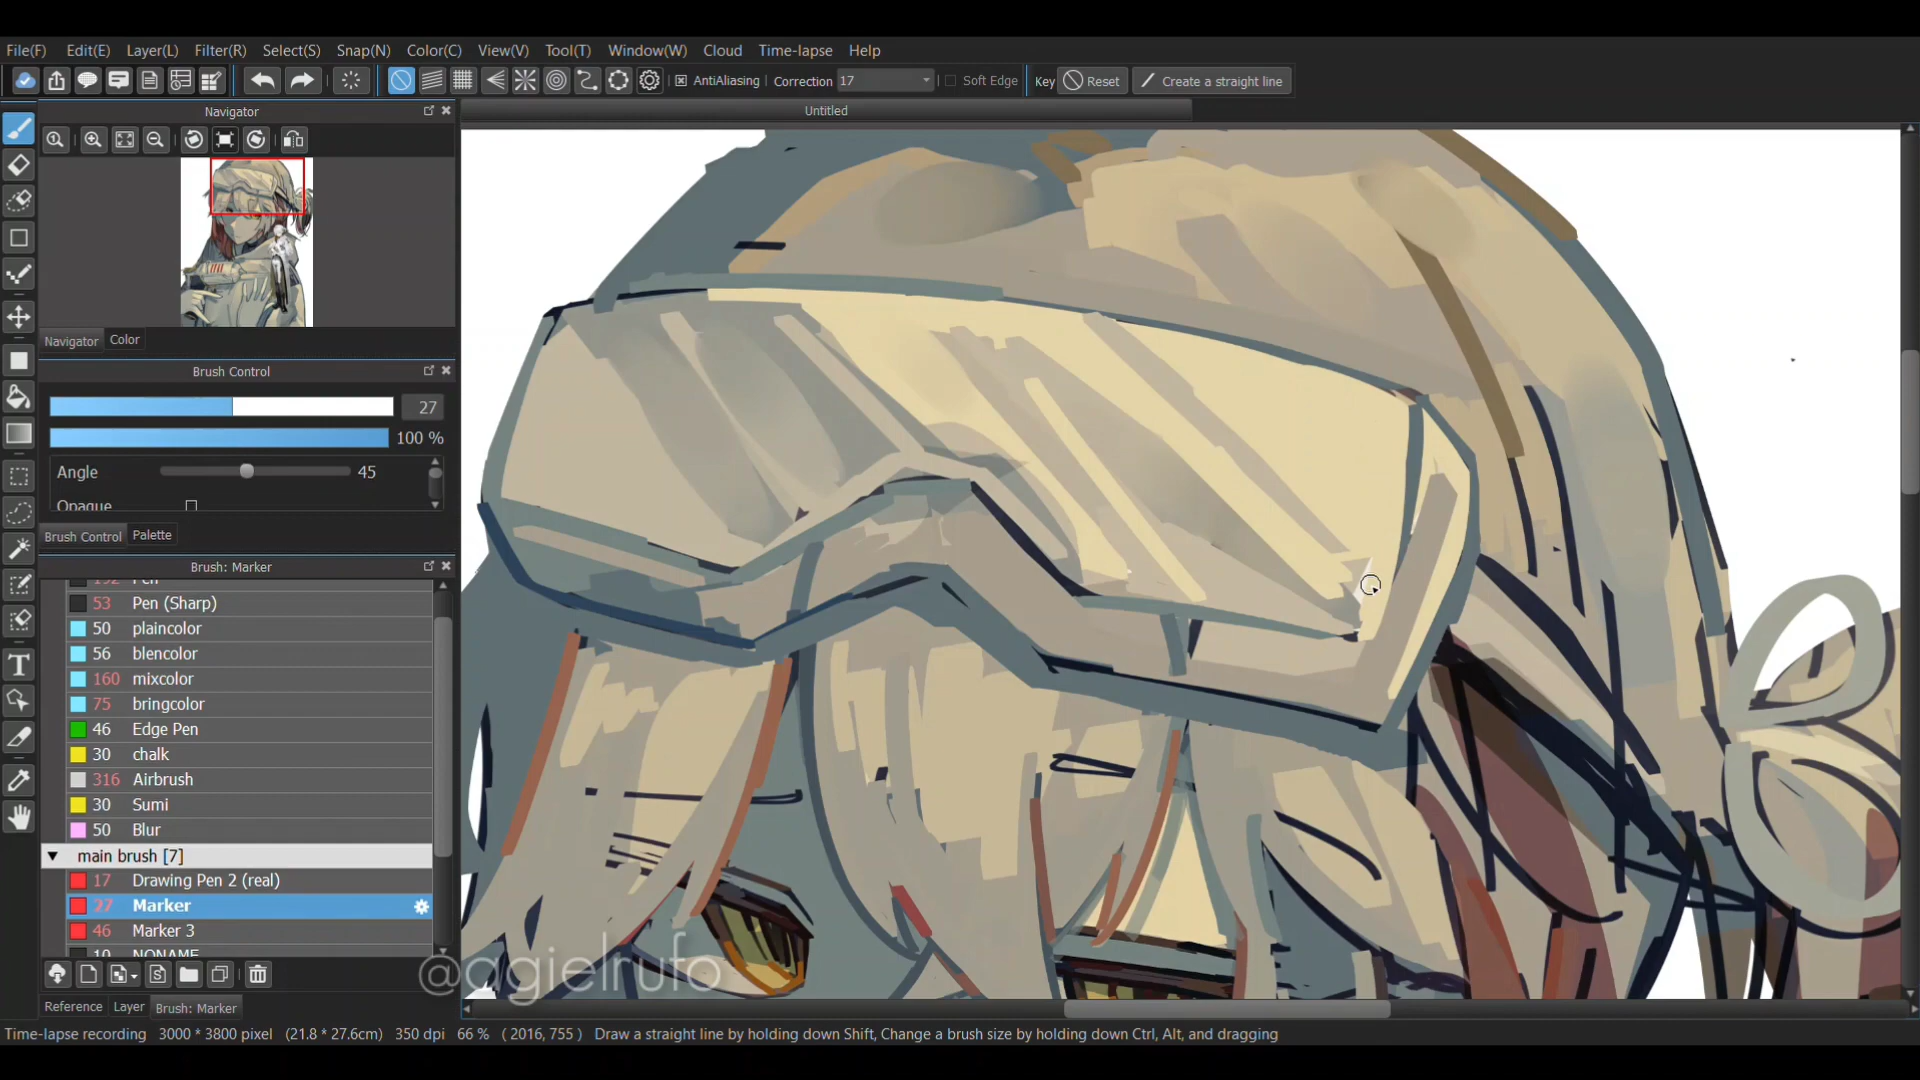 File(F) Edit(E) Layer(L) Filter(R) Select(S) Snap(N) Color(C) View(V) Tool(T) Window(W) Cloud Time-lapse Help
AntiAliasing Correction 17 Soft Edge Key Reset Create a straight line
Navigator
Untitled
Navigator Color
Brush Control
27
100 %
Angle 45
Opaque
Brush Control Palette
Brush: Marker
192 Pen
53 Pen (Sharp)
50 plaincolor
56 blencolor
160 mixcolor
75 bringcolor
46 Edge Pen
30 chalk
316 Airbrush
30 Sumi
50 Blur
main brush [7]
17 Drawing Pen 2 (real)
27 Marker
46 Marker 3
10 NONAME
@agielrufo
Reference Layer Brush: Marker
Time-lapse recording 3000 * 3800 pixel (21.8 * 27.6cm) 350 dpi 66 % ( 2016, 755 ) Draw a straight line by holding down Shift, Change a brush size by holding down Ctrl, Alt, and dragging